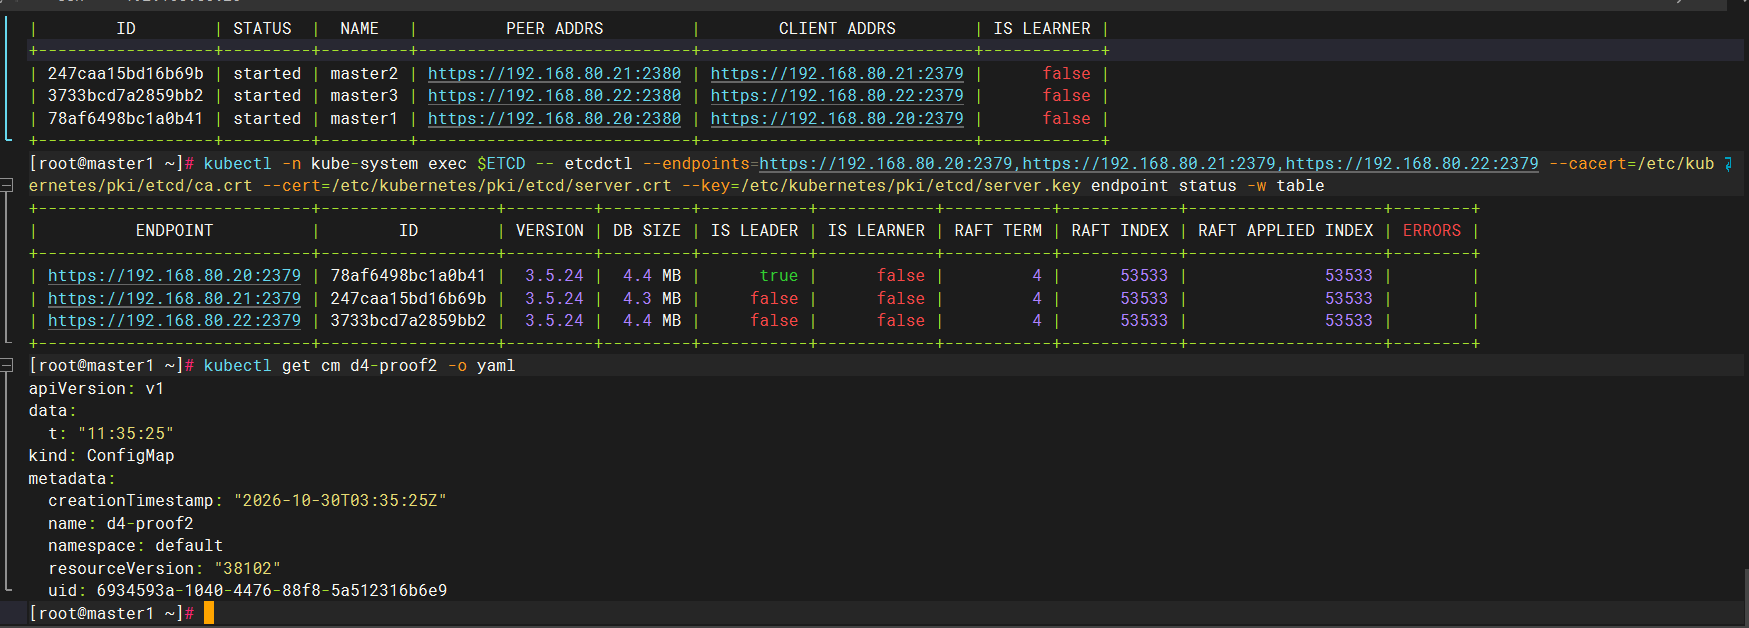 |        ID        | STATUS  |  NAME   |         PEER ADDRS          |        CLIENT ADDRS         | IS LEARNER |
+------------------+---------+---------+-----------------------------+-----------------------------+------------+
| 247caa15bd16b69b | started | master2 | https://192.168.80.21:2380 | https://192.168.80.21:2379 |      false |
| 3733bcd7a2859bb2 | started | master3 | https://192.168.80.22:2380 | https://192.168.80.22:2379 |      false |
| 78af6498bc1a0b41 | started | master1 | https://192.168.80.20:2380 | https://192.168.80.20:2379 |      false |
+------------------+---------+---------+-----------------------------+-----------------------------+------------+
[root@master1 ~]# kubectl -n kube-system exec $ETCD -- etcdctl --endpoints=https://192.168.80.20:2379,https://192.168.80.21:2379,https://192.168.80.22:2379 --cacert=/etc/kub
ernetes/pki/etcd/ca.crt --cert=/etc/kubernetes/pki/etcd/server.crt --key=/etc/kubernetes/pki/etcd/server.key endpoint status -w table
+----------------------------+------------------+---------+---------+-----------+------------+-----------+------------+--------------------+--------+
|          ENDPOINT          |        ID        | VERSION | DB SIZE | IS LEADER | IS LEARNER | RAFT TERM | RAFT INDEX | RAFT APPLIED INDEX | ERRORS |
+----------------------------+------------------+---------+---------+-----------+------------+-----------+------------+--------------------+--------+
| https://192.168.80.20:2379 | 78af6498bc1a0b41 |  3.5.24 |  4.4 MB |      true |      false |         4 |      53533 |              53533 |        |
| https://192.168.80.21:2379 | 247caa15bd16b69b |  3.5.24 |  4.3 MB |     false |      false |         4 |      53533 |              53533 |        |
| https://192.168.80.22:2379 | 3733bcd7a2859bb2 |  3.5.24 |  4.4 MB |     false |      false |         4 |      53533 |              53533 |        |
+----------------------------+------------------+---------+---------+-----------+------------+-----------+------------+--------------------+--------+
[root@master1 ~]# kubectl get cm d4-proof2 -o yaml
apiVersion: v1
data:
  t: "11:35:25"
kind: ConfigMap
metadata:
  creationTimestamp: "2026-10-30T03:35:25Z"
  name: d4-proof2
  namespace: default
  resourceVersion: "38102"
  uid: 6934593a-1040-4476-88f8-5a512316b6e9
[root@master1 ~]#